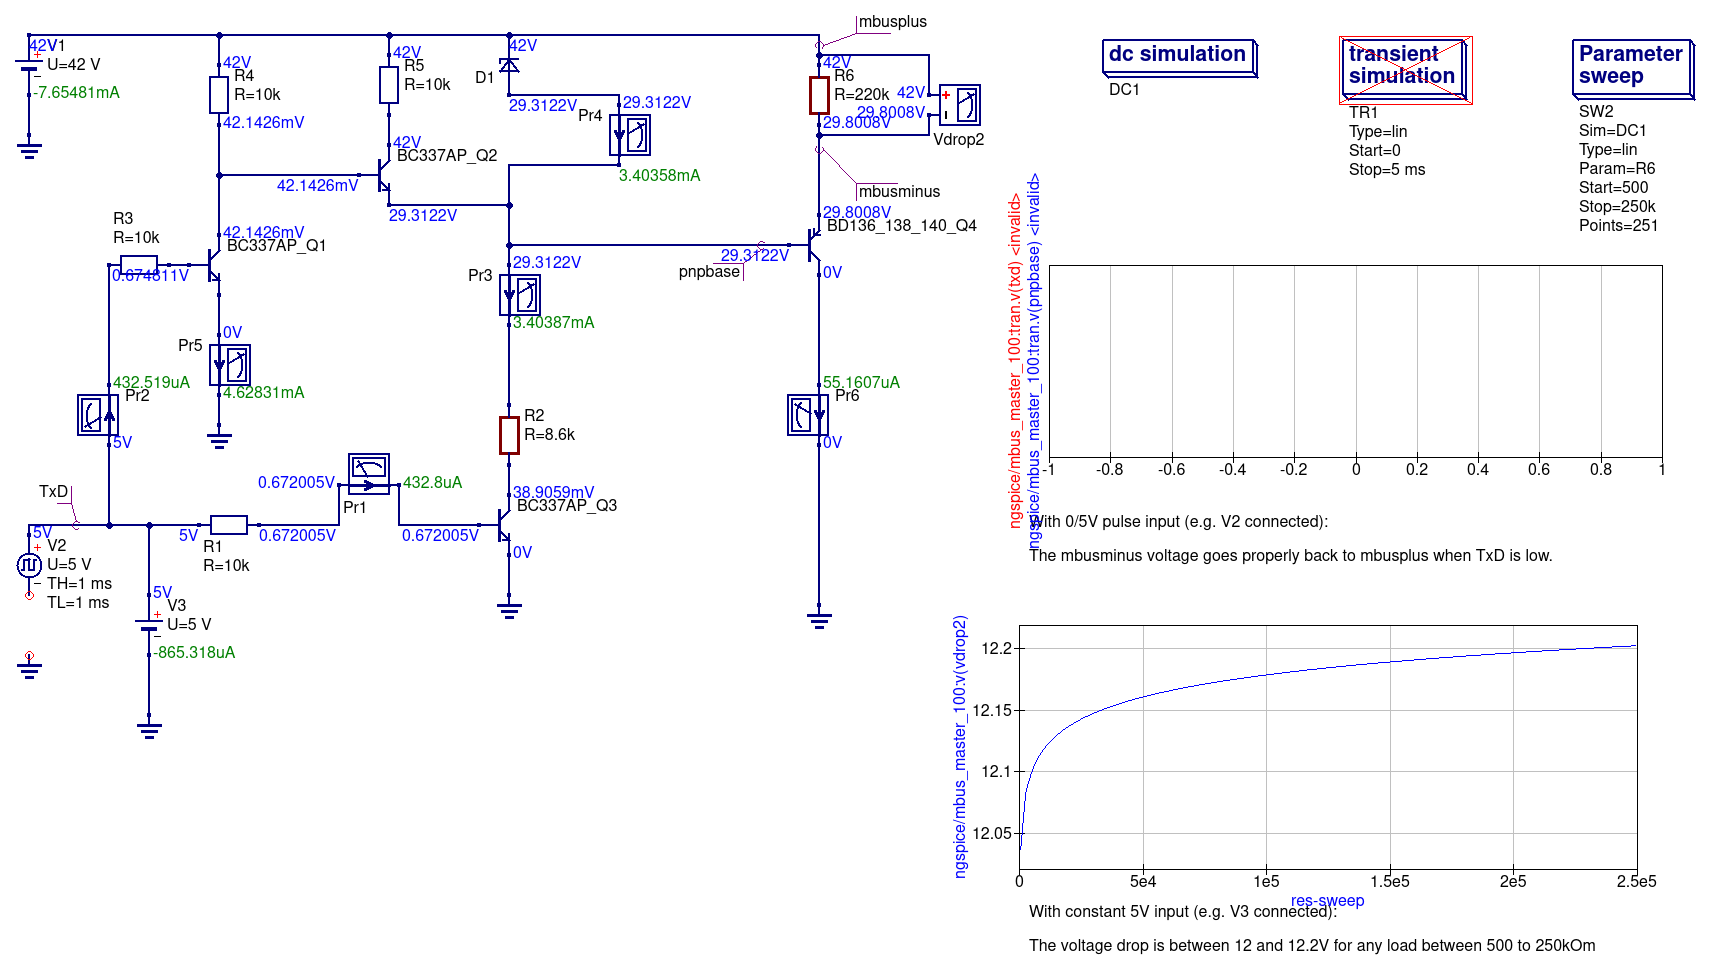 mbusplus
42V
V1
U=42 V
-7.65481mA
42V
R4
R=10k
42.1426mV
42V
R5
R=10k
42V
BC337AP_Q2
42.1426mV
29.3122V
42V
D1
29.3122V
29.3122V
Pr4
3.40358mA
42V
R6
R=220k
29.8008V
42V
29.8008V
Vdrop2
mbusminus
29.8008V
BD136_138_140_Q4
29.3122V
pnpbase
0V
R3
R=10k
0.674811V
42.1426mV
BC337AP_Q1
0V
Pr5
4.62831mA
432.519uA
Pr2
5V
29.3122V
Pr3
3.40387mA
R2
R=8.6k
55.1607uA
Pr6
0V
TxD
5V
V2
U=5 V
TH=1 ms
TL=1 ms
5V
R1
R=10k
0.672005V
0.672005V
Pr1
432.8uA
0.672005V
38.9059mV
BC337AP_Q3
0V
5V
V3
U=5 V
-865.318uA
dc simulation
DC1
transient
simulation
TR1
Type=lin
Start=0
Stop=5 ms
Parameter
sweep
SW2
Sim=DC1
Type=lin
Param=R6
Start=500
Stop=250k
Points=251
ngspice/mbus_master_100:tran.v(txd) <invalid>
ngspice/mbus_master_100:tran.v(pnpbase) <invalid>
-1 -0.8 -0.6 -0.4 -0.2 0 0.2 0.4 0.6 0.8 1
With 0/5V pulse input (e.g. V2 connected):
The mbusminus voltage goes properly back to mbusplus when TxD is low.
ngspice/mbus_master_100:v(vdrop2)
12.2
12.15
12.1
12.05
0 5e4 1e5 1.5e5 2e5 2.5e5
res-sweep
With constant 5V input (e.g. V3 connected):
The voltage drop is between 12 and 12.2V for any load between 500 to 250kOm